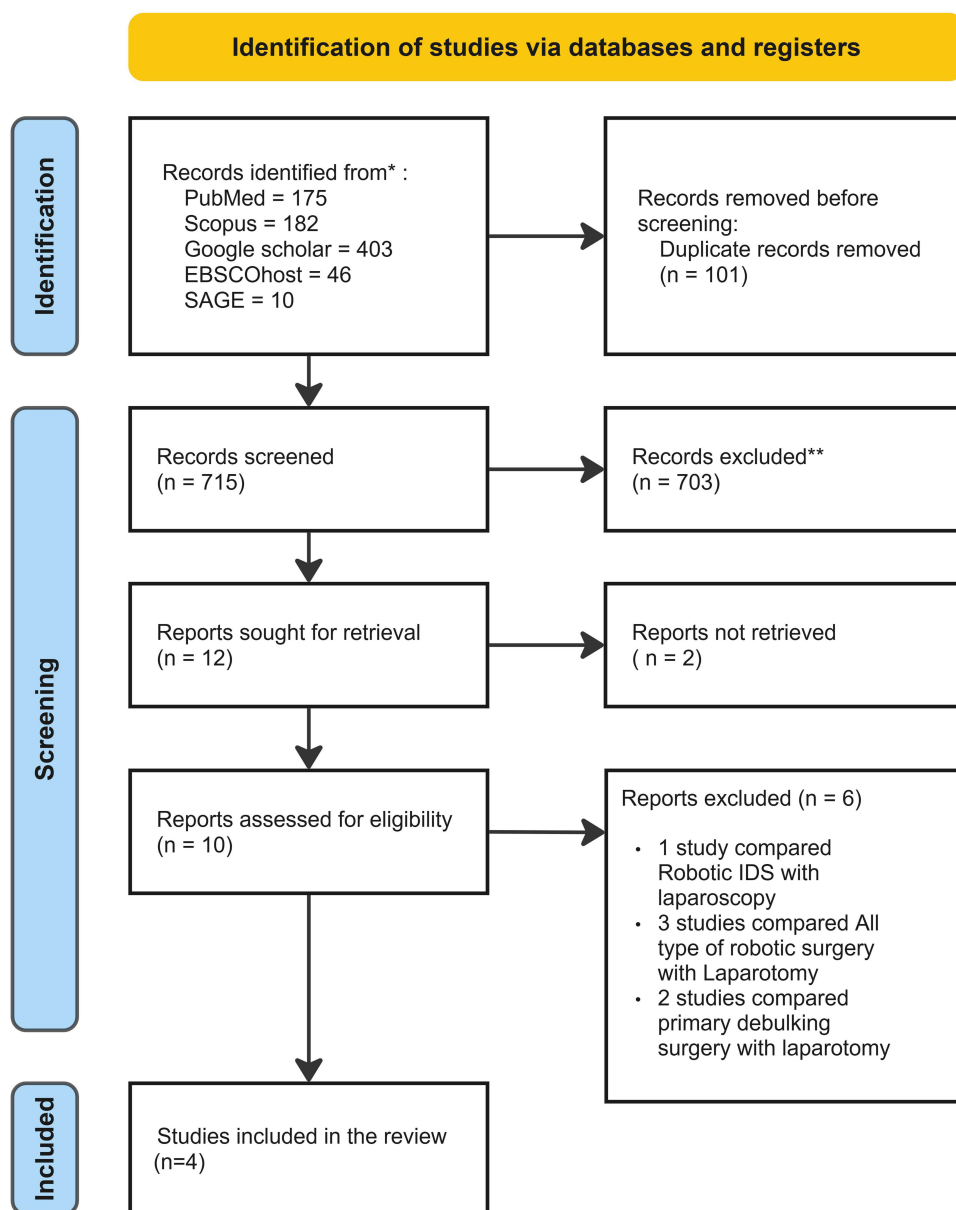 Identification of studies via databases and registers
Identification
Records identified from* :
PubMed = 175
Scopus = 182
Google scholar = 403
EBSCOhost = 46
SAGE = 10
Records removed before
screening:
Duplicate records removed
(n = 101)
Screening
Records screened
(n = 715)
Records excluded**
(n = 703)
Reports sought for retrieval
(n = 12)
Reports not retrieved
( n = 2)
Reports assessed for eligibility
(n = 10)
Reports excluded (n = 6)
• 1 study compared
Robotic IDS with
laparoscopy
• 3 studies compared All
type of robotic surgery
with Laparotomy
• 2 studies compared
primary debulking
surgery with laparotomy
Included
Studies included in the review
(n=4)